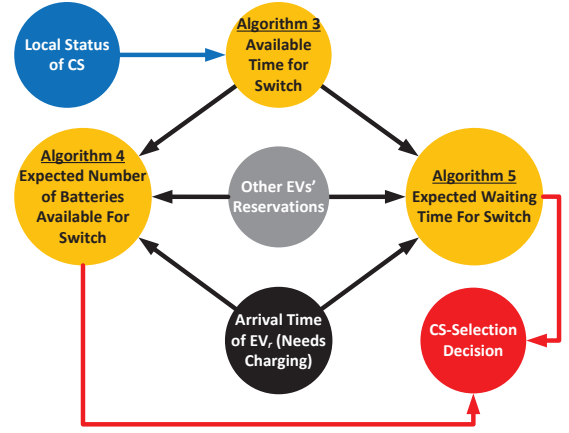 Local Status
of CS
Algorithm 3
Available
Time for
Switch
Algorithm 4
Expected Number
of Batteries
Available For
Switch
Other EVs'
Reservations
Algorithm 5
Expected Waiting
Time For Switch
Arrival Time
of EVr (Needs
Charging)
CS-Selection
Decision